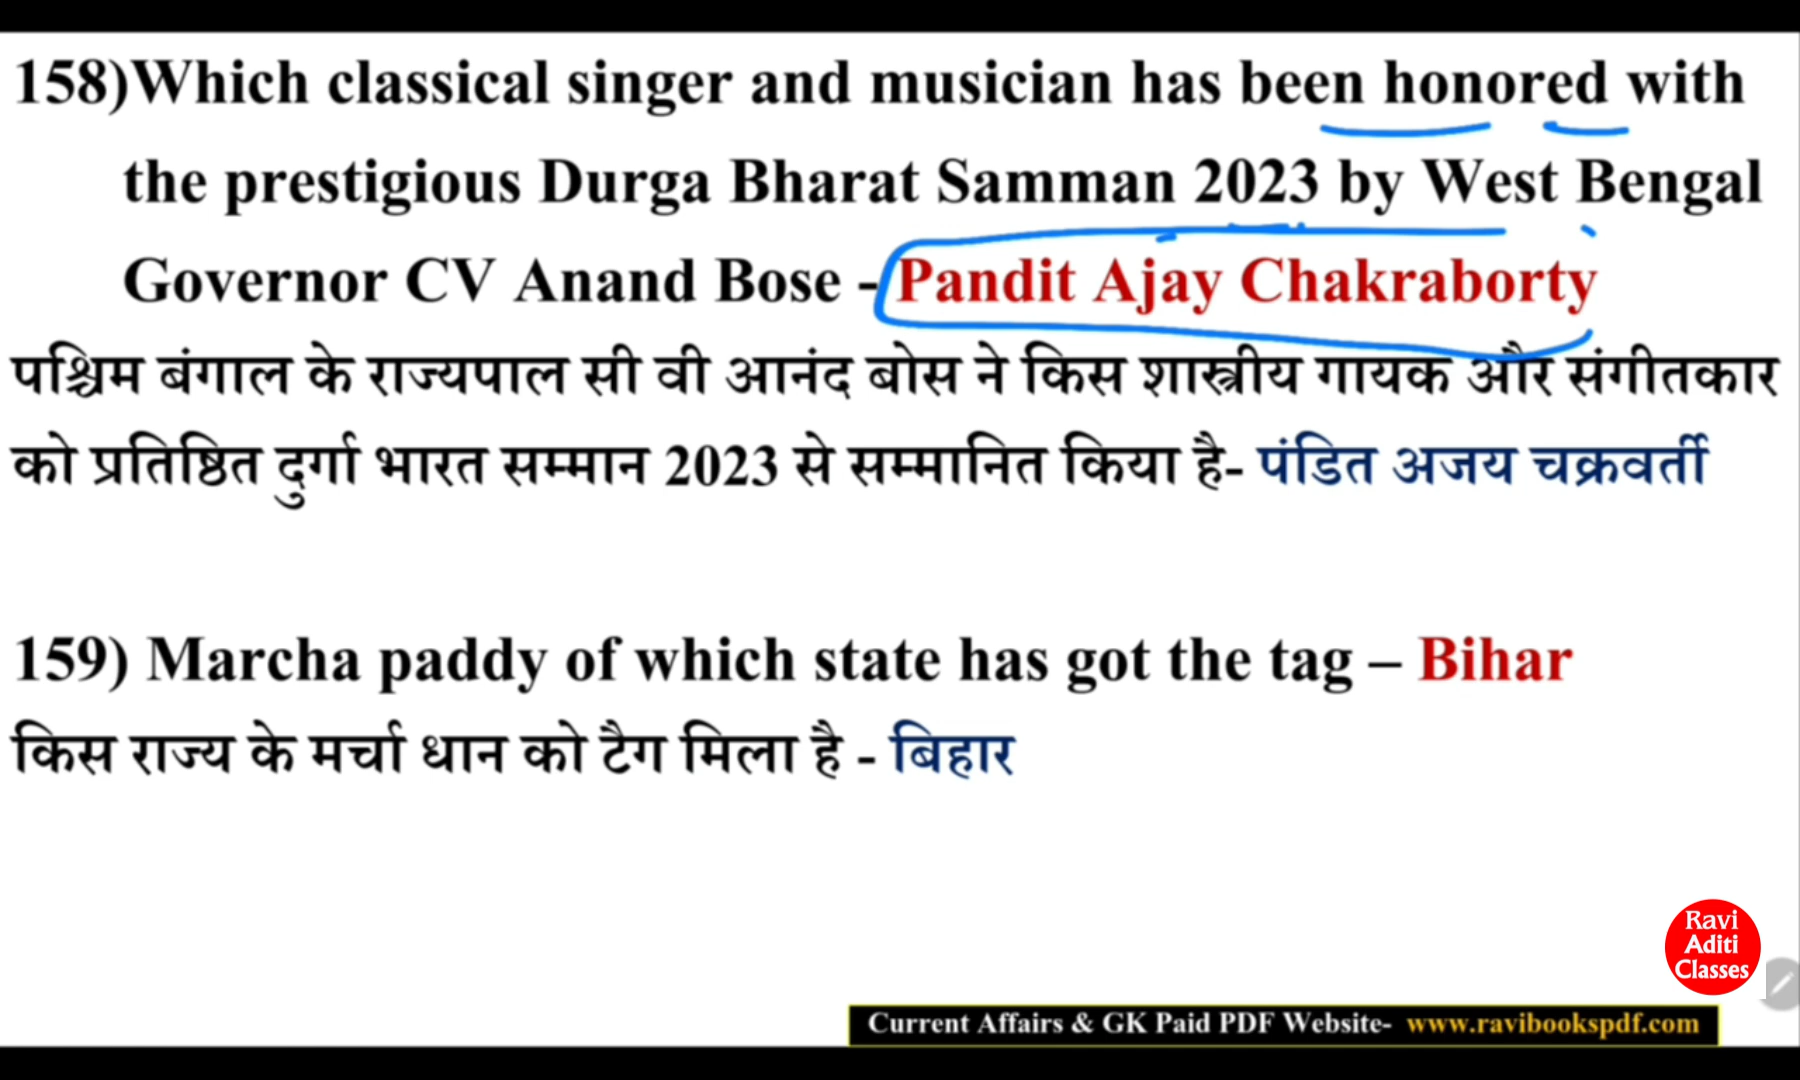 158)Which classical singer and musician has been honored with
the prestigious Durga Bharat Samman 2023 by West Bengal
Governor CV Anand Bose - Pandit Ajay Chakraborty
पश्चिम बंगाल के राज्यपाल सी वी आनंद बोस ने किस शास्त्रीय गायक और संगीतकार
को प्रतिष्ठित दुर्गा भारत सम्मान 2023 से सम्मानित किया है- पंडित अजय चक्रवर्ती
159) Marcha paddy of which state has got the tag – Bihar
किस राज्य के मर्चा धान को टैग मिला है - बिहार
Ravi
Aditi
Classes
Current Affairs & GK Paid PDF Website- www.ravibookspdf.com